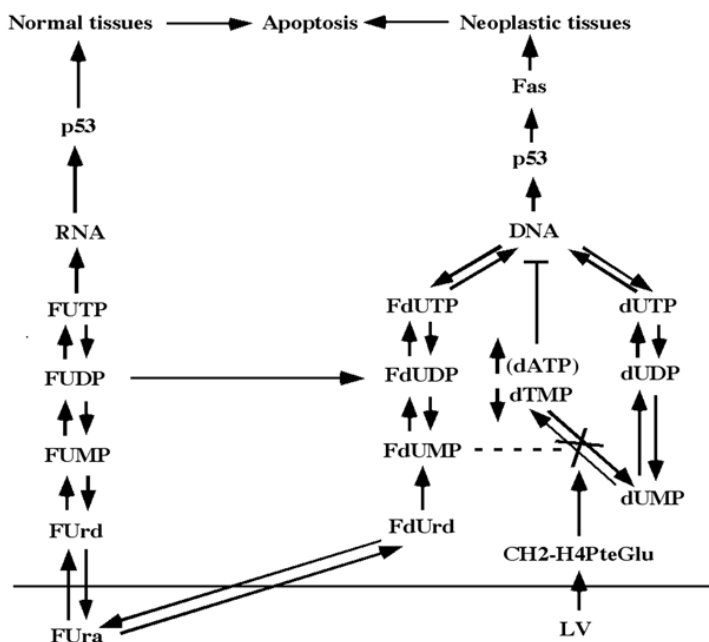 Normal tissues Apoptosis Neoplastic tissues
Fas
p53
p53
RNA DNA
FUTP FdUTP dUTP
(dATP)
FUDP FdUDP dUDP
dTMP
FUMP FdUMP
dUMP
FUrd FdUrd
CH2-H4PteGlu
FUra LV